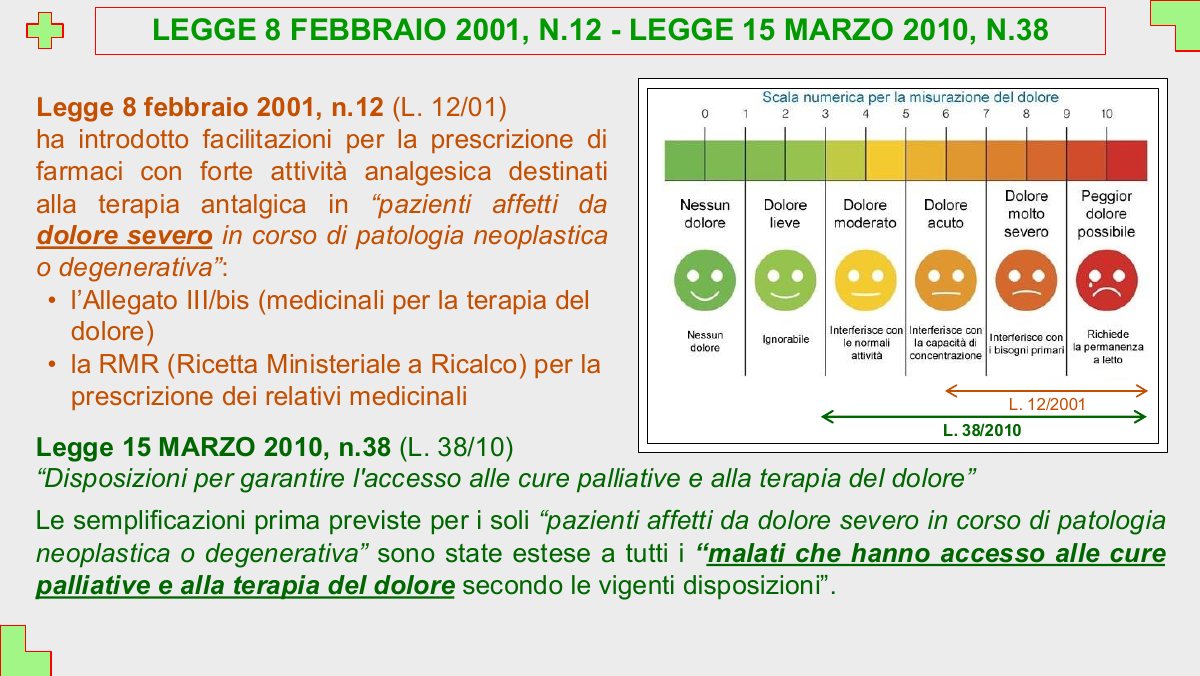 LEGGE 8 FEBBRAIO 2001, N.12 - LEGGE 15 MARZO 2010, N.38
Legge 8 febbraio 2001, n.12 (L. 12/01)
ha introdotto facilitazioni per la prescrizione di
farmaci con forte attività analgesica destinati
alla terapia antalgica in “pazienti affetti da
dolore severo in corso di patologia neoplastica
o degenerativa”:
• l’Allegato III/bis (medicinali per la terapia del
dolore)
• la RMR (Ricetta Ministeriale a Ricalco) per la
prescrizione dei relativi medicinali
Scala numerica per la misurazione del dolore
0 1 2 3 4 5 6 7 8 9 10
Nessun
dolore
Dolore
lieve
Dolore
moderato
Dolore
acuto
Dolore
molto
severo
Peggior
dolore
possibile
Nessun
dolore
Ignorabile
Interferisce con
le normali
attività
Interferisce con
la capacità di
concentrazione
Interferisce con
i bisogni primari
Richiede
la permanenza
a letto
L. 12/2001
L. 38/2010
Legge 15 MARZO 2010, n.38 (L. 38/10)
“Disposizioni per garantire l'accesso alle cure palliative e alla terapia del dolore”
Le semplificazioni prima previste per i soli “pazienti affetti da dolore severo in corso di patologia
neoplastica o degenerativa” sono state estese a tutti i “malati che hanno accesso alle cure
palliative e alla terapia del dolore secondo le vigenti disposizioni”.